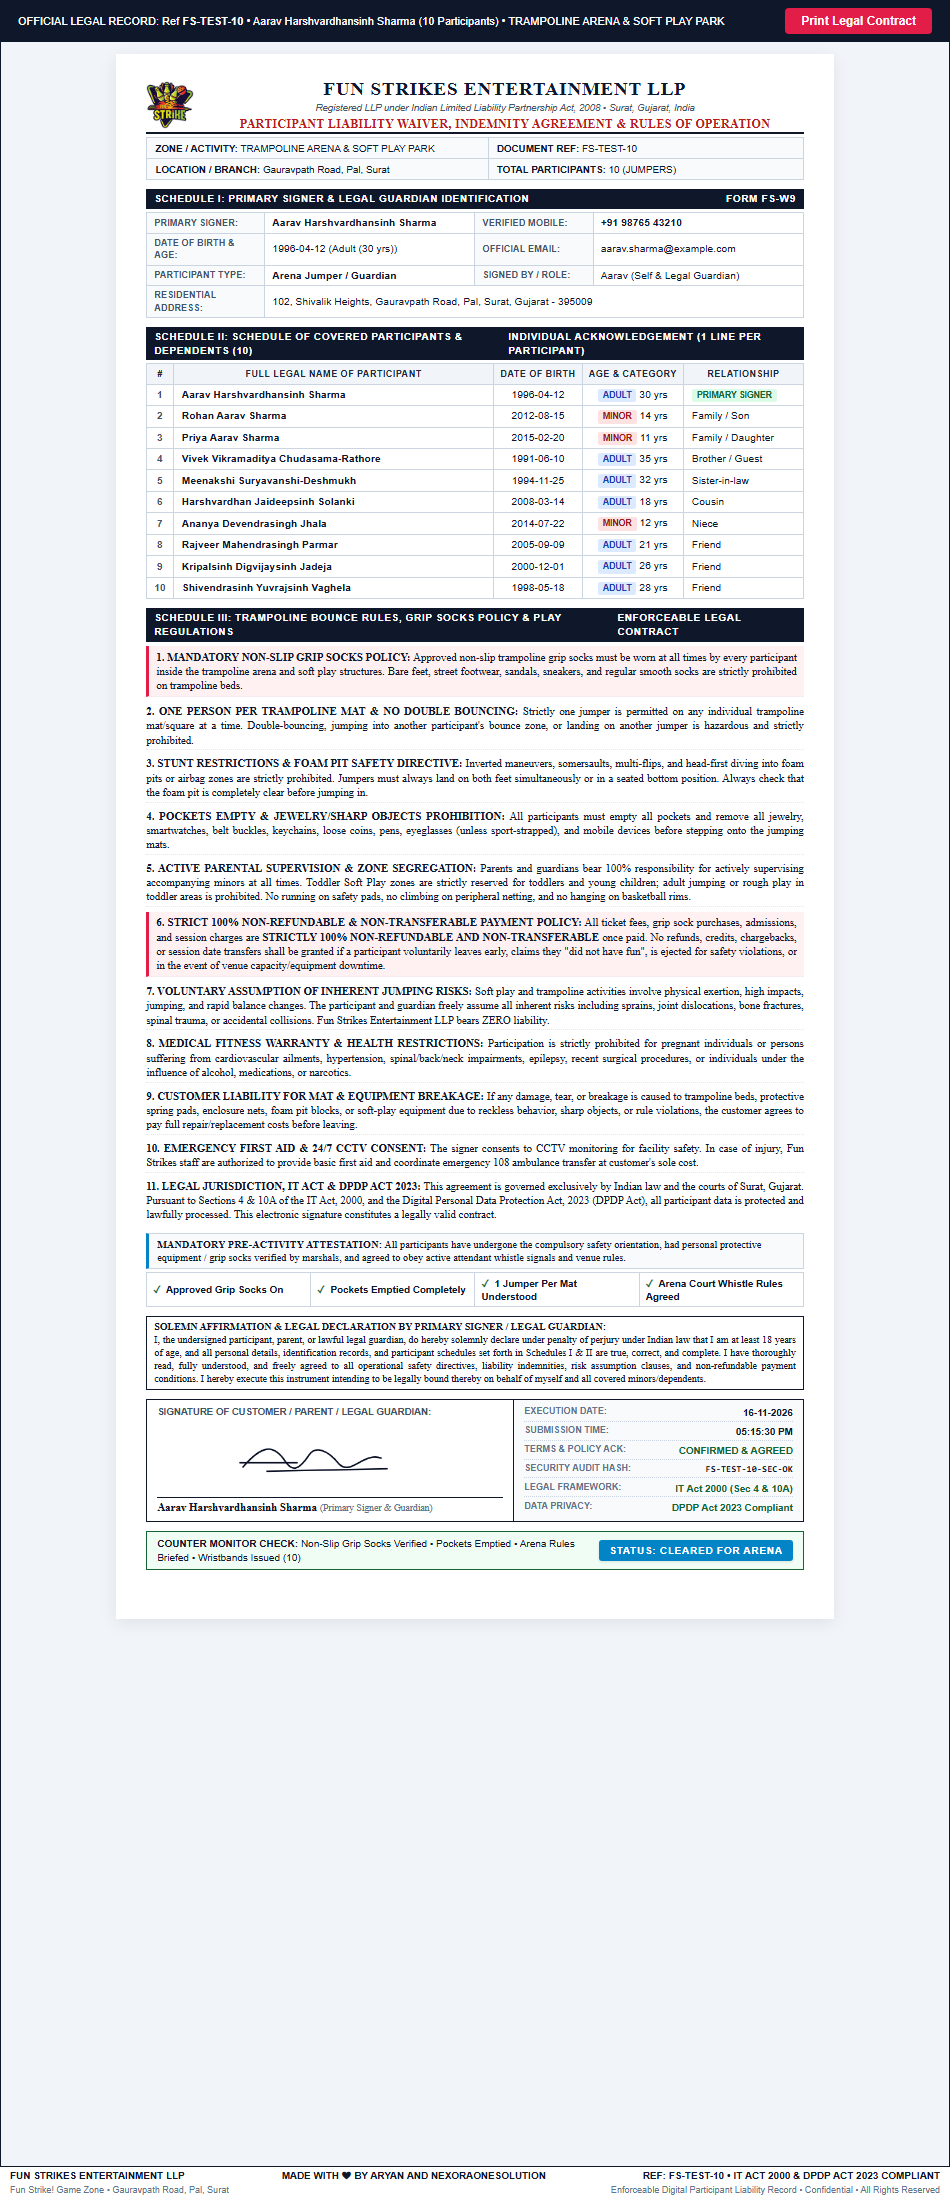 OFFICIAL LEGAL RECORD: Ref FS-TEST-10 • Aarav Harshvardhansinh Sharma (10 Participants) • TRAMPOLINE ARENA & SOFT PLAY PARK
Print Legal Contract
STRIKE
FUN STRIKES ENTERTAINMENT LLP
Registered LLP under Indian Limited Liability Partnership Act, 2008 • Surat, Gujarat, India
PARTICIPANT LIABILITY WAIVER, INDEMNITY AGREEMENT & RULES OF OPERATION
ZONE / ACTIVITY: TRAMPOLINE ARENA & SOFT PLAY PARK
DOCUMENT REF: FS-TEST-10
LOCATION / BRANCH: Gauravpath Road, Pal, Surat
TOTAL PARTICIPANTS: 10 (JUMPERS)
SCHEDULE I: PRIMARY SIGNER & LEGAL GUARDIAN IDENTIFICATION
FORM FS-W9
PRIMARY SIGNER: Aarav Harshvardhansinh Sharma
VERIFIED MOBILE: +91 98765 43210
DATE OF BIRTH &
AGE:
1996-04-12 (Adult (30 yrs))
OFFICIAL EMAIL: aarav.sharma@example.com
PARTICIPANT TYPE: Arena Jumper / Guardian
SIGNED BY / ROLE: Aarav (Self & Legal Guardian)
RESIDENTIAL
ADDRESS:
102, Shivalik Heights, Gauravpath Road, Pal, Surat, Gujarat - 395009
SCHEDULE II: SCHEDULE OF COVERED PARTICIPANTS &
DEPENDENTS (10)
INDIVIDUAL ACKNOWLEDGEMENT (1 LINE PER
PARTICIPANT)
# FULL LEGAL NAME OF PARTICIPANT DATE OF BIRTH AGE & CATEGORY RELATIONSHIP
1 Aarav Harshvardhansinh Sharma 1996-04-12 ADULT 30 yrs PRIMARY SIGNER
2 Rohan Aarav Sharma 2012-08-15 MINOR 14 yrs Family / Son
3 Priya Aarav Sharma 2015-02-20 MINOR 11 yrs Family / Daughter
4 Vivek Vikramaditya Chudasama-Rathore 1991-06-10 ADULT 35 yrs Brother / Guest
5 Meenakshi Suryavanshi-Deshmukh 1994-11-25 ADULT 32 yrs Sister-in-law
6 Harshvardhan Jaideepsinh Solanki 2008-03-14 ADULT 18 yrs Cousin
7 Ananya Devendrasingh Jhala 2014-07-22 MINOR 12 yrs Niece
8 Rajveer Mahendrasingh Parmar 2005-09-09 ADULT 21 yrs Friend
9 Kripalsinh Digvijaysinh Jadeja 2000-12-01 ADULT 26 yrs Friend
10 Shivendrasinh Yuvrajsinh Vaghela 1998-05-18 ADULT 28 yrs Friend
SCHEDULE III: TRAMPOLINE BOUNCE RULES, GRIP SOCKS POLICY & PLAY
REGULATIONS
ENFORCEABLE LEGAL
CONTRACT
1. MANDATORY NON-SLIP GRIP SOCKS POLICY: Approved non-slip trampoline grip socks must be worn at all times by every participant
inside the trampoline arena and soft play structures. Bare feet, street footwear, sandals, sneakers, and regular smooth socks are strictly prohibited
on trampoline beds.
2. ONE PERSON PER TRAMPOLINE MAT & NO DOUBLE BOUNCING: Strictly one jumper is permitted on any individual trampoline
mat/square at a time. Double-bouncing, jumping into another participant's bounce zone, or landing on another jumper is hazardous and strictly
prohibited.
3. STUNT RESTRICTIONS & FOAM PIT SAFETY DIRECTIVE: Inverted maneuvers, somersaults, multi-flips, and head-first diving into foam
pits or airbag zones are strictly prohibited. Jumpers must always land on both feet simultaneously or in a seated bottom position. Always check that
the foam pit is completely clear before jumping in.
4. POCKETS EMPTY & JEWELRY/SHARP OBJECTS PROHIBITION: All participants must empty all pockets and remove all jewelry,
smartwatches, belt buckles, keychains, loose coins, pens, eyeglasses (unless sport-strapped), and mobile devices before stepping onto the jumping
mats.
5. ACTIVE PARENTAL SUPERVISION & ZONE SEGREGATION: Parents and guardians bear 100% responsibility for actively supervising
accompanying minors at all times. Toddler Soft Play zones are strictly reserved for toddlers and young children; adult jumping or rough play in
toddler areas is prohibited. No running on safety pads, no climbing on peripheral netting, and no hanging on basketball rims.
6. STRICT 100% NON-REFUNDABLE & NON-TRANSFERABLE PAYMENT POLICY: All ticket fees, grip sock purchases, admissions,
and session charges are STRICTLY 100% NON-REFUNDABLE AND NON-TRANSFERABLE once paid. No refunds, credits, chargebacks,
or session date transfers shall be granted if a participant voluntarily leaves early, claims they "did not have fun", is ejected for safety violations, or
in the event of venue capacity/equipment downtime.
7. VOLUNTARY ASSUMPTION OF INHERENT JUMPING RISKS: Soft play and trampoline activities involve physical exertion, high impacts,
jumping, and rapid balance changes. The participant and guardian freely assume all inherent risks including sprains, joint dislocations, bone fractures,
spinal trauma, or accidental collisions. Fun Strikes Entertainment LLP bears ZERO liability.
8. MEDICAL FITNESS WARRANTY & HEALTH RESTRICTIONS: Participation is strictly prohibited for pregnant individuals or persons
suffering from cardiovascular ailments, hypertension, spinal/back/neck impairments, epilepsy, recent surgical procedures, or individuals under the
influence of alcohol, medications, or narcotics.
9. CUSTOMER LIABILITY FOR MAT & EQUIPMENT BREAKAGE: If any damage, tear, or breakage is caused to trampoline beds, protective
spring pads, enclosure nets, foam pit blocks, or soft-play equipment due to reckless behavior, sharp objects, or rule violations, the customer agrees to
pay full repair/replacement costs before leaving.
10. EMERGENCY FIRST AID & 24/7 CCTV CONSENT: The signer consents to CCTV monitoring for facility safety. In case of injury, Fun
Strikes staff are authorized to provide basic first aid and coordinate emergency 108 ambulance transfer at customer's sole cost.
11. LEGAL JURISDICTION, IT ACT & DPDP ACT 2023: This agreement is governed exclusively by Indian law and the courts of Surat, Gujarat.
Pursuant to Sections 4 & 10A of the IT Act, 2000, and the Digital Personal Data Protection Act, 2023 (DPDP Act), all participant data is protected and
lawfully processed. This electronic signature constitutes a legally valid contract.
MANDATORY PRE-ACTIVITY ATTESTATION: All participants have undergone the compulsory safety orientation, had personal protective
equipment / grip socks verified by marshals, and agreed to obey active attendant whistle signals and venue rules.
✓ Approved Grip Socks On
✓ Pockets Emptied Completely
✓ 1 Jumper Per Mat
Understood
✓ Arena Court Whistle Rules
Agreed
SOLEMN AFFIRMATION & LEGAL DECLARATION BY PRIMARY SIGNER / LEGAL GUARDIAN:
I, the undersigned participant, parent, or lawful legal guardian, do hereby solemnly declare under penalty of perjury under Indian law that I am at least 18 years
of age, and all personal details, identification records, and participant schedules set forth in Schedules I & II are true, correct, and complete. I have thoroughly
read, fully understood, and freely agreed to all operational safety directives, liability indemnities, risk assumption clauses, and non-refundable payment
conditions. I hereby execute this instrument intending to be legally bound thereby on behalf of myself and all covered minors/dependents.
SIGNATURE OF CUSTOMER / PARENT / LEGAL GUARDIAN:
Aarav Harshvardhansinh Sharma (Primary Signer & Guardian)
EXECUTION DATE: 16-11-2026
SUBMISSION TIME: 05:15:30 PM
TERMS & POLICY ACK: CONFIRMED & AGREED
SECURITY AUDIT HASH: FS-TEST-10-SEC-OK
LEGAL FRAMEWORK: IT Act 2000 (Sec 4 & 10A)
DATA PRIVACY: DPDP Act 2023 Compliant
COUNTER MONITOR CHECK: Non-Slip Grip Socks Verified • Pockets Emptied • Arena Rules
Briefed • Wristbands Issued (10)
STATUS: CLEARED FOR ARENA
FUN STRIKES ENTERTAINMENT LLP
MADE WITH ❤ BY ARYAN AND NEXORAONESOLUTION
REF: FS-TEST-10 • IT ACT 2000 & DPDP ACT 2023 COMPLIANT
Fun Strike! Game Zone • Gauravpath Road, Pal, Surat
Enforceable Digital Participant Liability Record • Confidential • All Rights Reserved